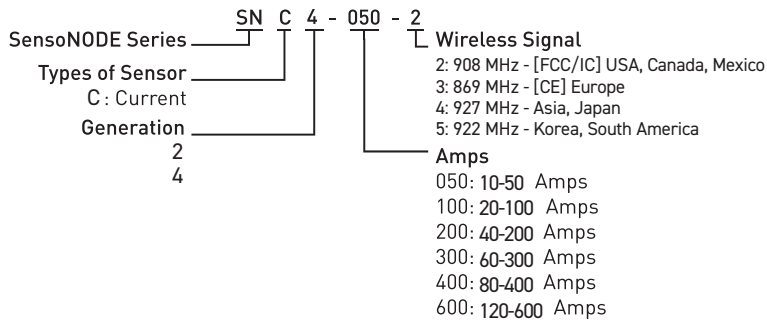 SN C 4 - 050 - 2
SensoNODE Series
Types of Sensor
C : Current
Generation
2
4
Wireless Signal
2: 908 MHz - [FCC/IC] USA, Canada, Mexico
3: 869 MHz - [CE] Europe
4: 927 MHz - Asia, Japan
5: 922 MHz - Korea, South America
Amps
050: 10-50 Amps
100: 20-100 Amps
200: 40-200 Amps
300: 60-300 Amps
400: 80-400 Amps
600: 120-600 Amps